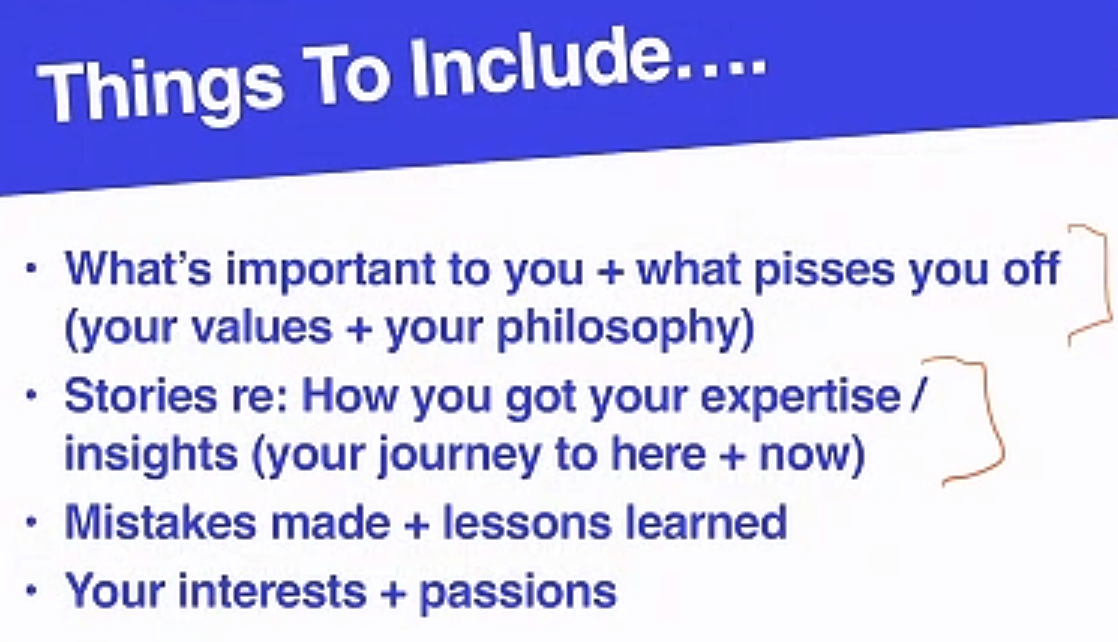 Things To Include....
• What's important to you + what pisses you off
(your values + your philosophy)
• Stories re: How you got your expertise /
insights (your journey to here + now)
• Mistakes made + lessons learned
• Your interests + passions